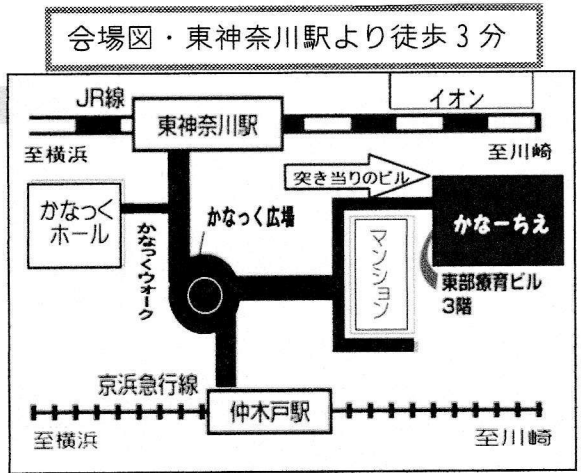 会場図・東神奈川駅より徒歩3分
JR線
イオン
東神奈川駅
至横浜
至川崎
突き当りのビル
かなっく
ホール
かなっくウォーク
かなっく広場
マンション
かなーちえ
東部療育ビル
3階
京浜急行線
仲木戸駅
至横浜
至川崎